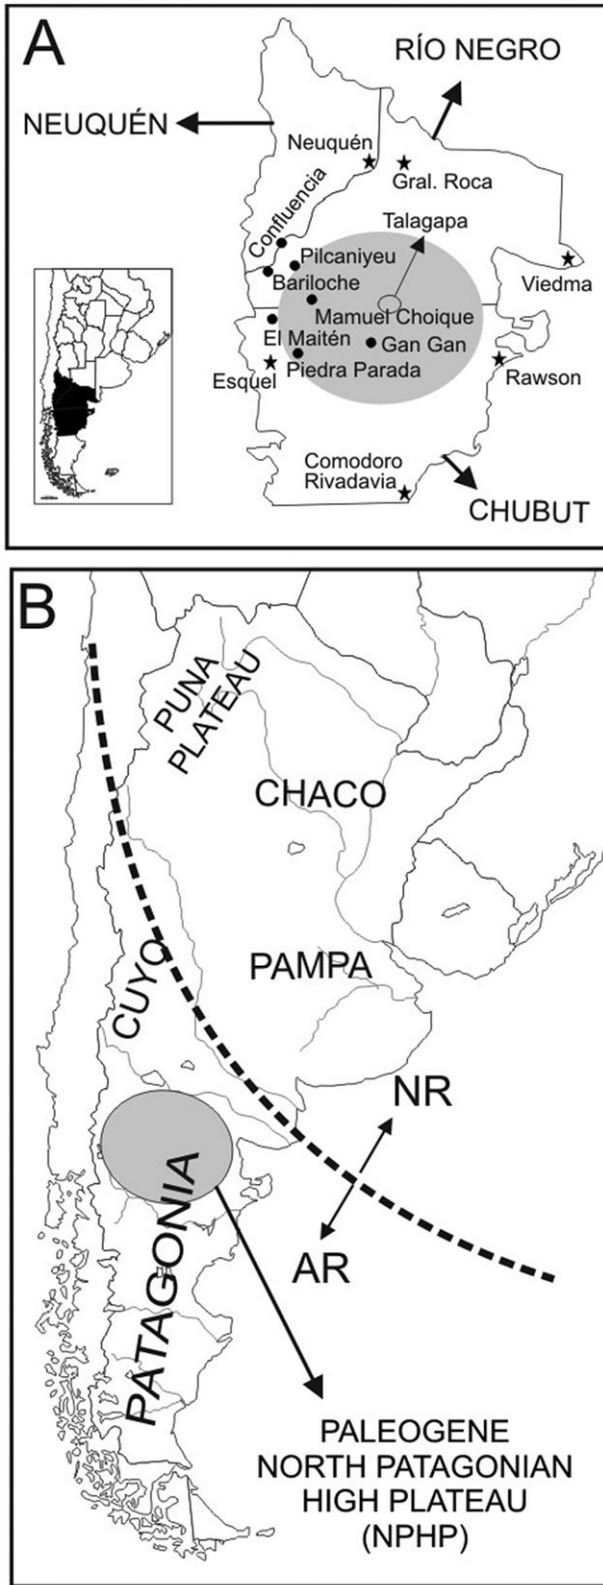 A
RÍO NEGRO
NEUQUÉN
Neuquén
Gral. Roca
Confluencia
Talagapa
Pilcaniyeu
Bariloche
Viedma
Mamuel Choique
El Maitén
Gan Gan
Esquel
Piedra Parada
Rawson
Comodoro
Rivadavia
CHUBUT
B
PUNA
PLATEAU
CHACO
CUYO
PAMPA
NR
AR
PATAGONIA
PALEOGENE
NORTH PATAGONIAN
HIGH PLATEAU
(NPHP)